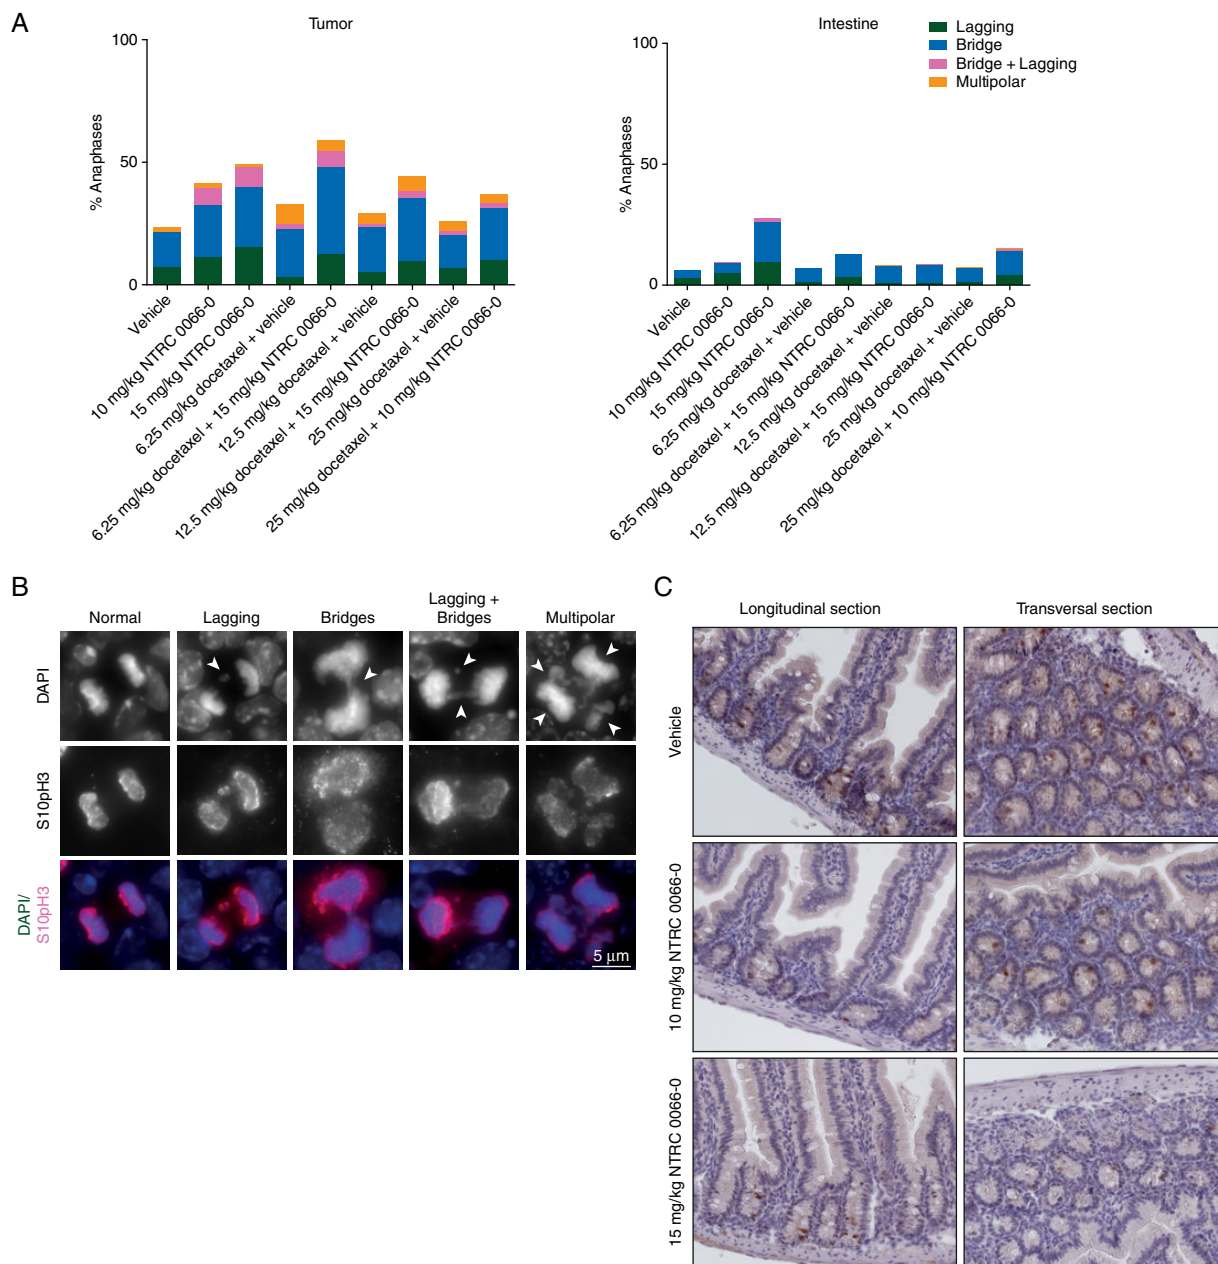 A
Tumor
100
50
0
% Anaphases
Vehicle
10 mg/kg NTRC 0066-0
15 mg/kg NTRC 0066-0
6.25 mg/kg docetaxel + vehicle
6.25 mg/kg docetaxel + 15 mg/kg NTRC 0066-0
12.5 mg/kg docetaxel + vehicle
12.5 mg/kg docetaxel + 15 mg/kg NTRC 0066-0
25 mg/kg docetaxel + vehicle
25 mg/kg docetaxel + 10 mg/kg NTRC 0066-0
Intestine
100
50
0
% Anaphases
Vehicle
10 mg/kg NTRC 0066-0
15 mg/kg NTRC 0066-0
6.25 mg/kg docetaxel + vehicle
6.25 mg/kg docetaxel + 15 mg/kg NTRC 0066-0
12.5 mg/kg docetaxel + vehicle
12.5 mg/kg docetaxel + 15 mg/kg NTRC 0066-0
25 mg/kg docetaxel + vehicle
25 mg/kg docetaxel + 10 mg/kg NTRC 0066-0
Lagging
Bridge
Bridge + Lagging
Multipolar
B
Normal
Lagging
Bridges
Lagging +
Bridges
Multipolar
DAPI
S10pH3
DAPI/
S10pH3
5 μm
C
Longitudinal section
Transversal section
Vehicle
10 mg/kg NTRC 0066-0
15 mg/kg NTRC 0066-0